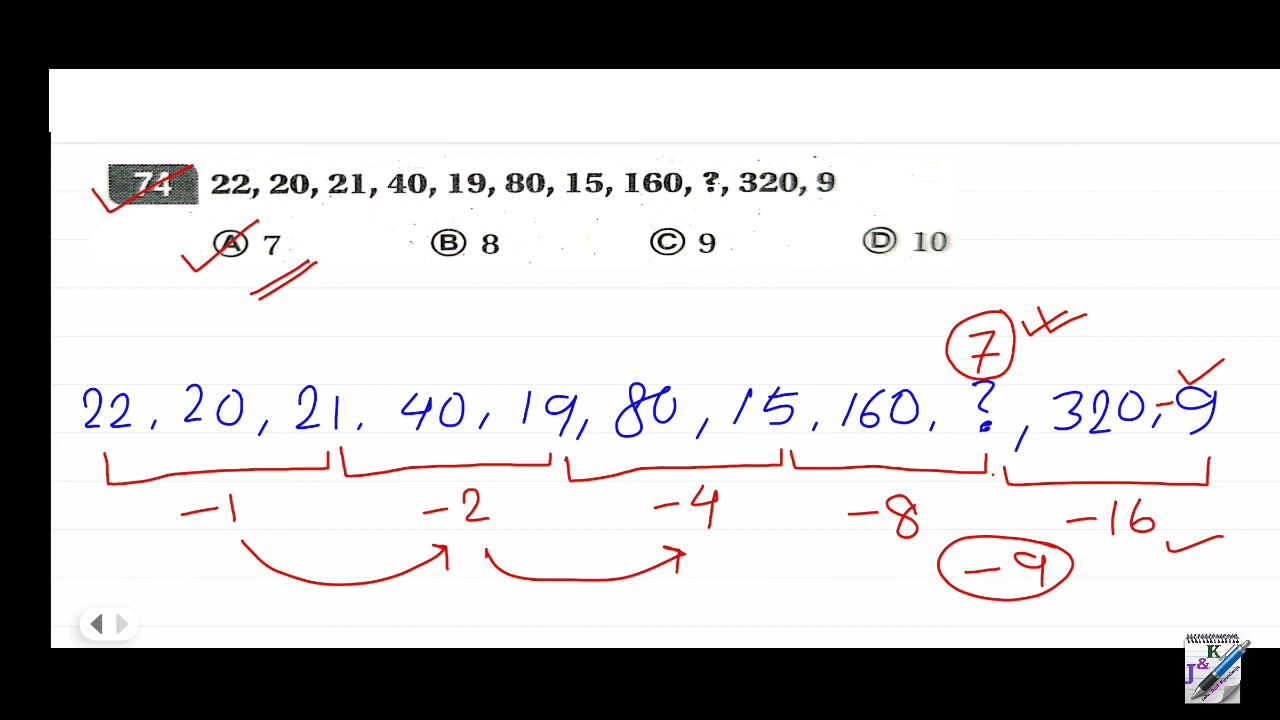 74 22, 20, 21, 40, 19, 80, 15, 160, ?, 320, 9
A 7 B 8 C 9 D 10
7
22, 20, 21, 40, 19, 80, 15, 160, ?, 320, -9
-1 -2 -4 -8 -16
-9
J&K